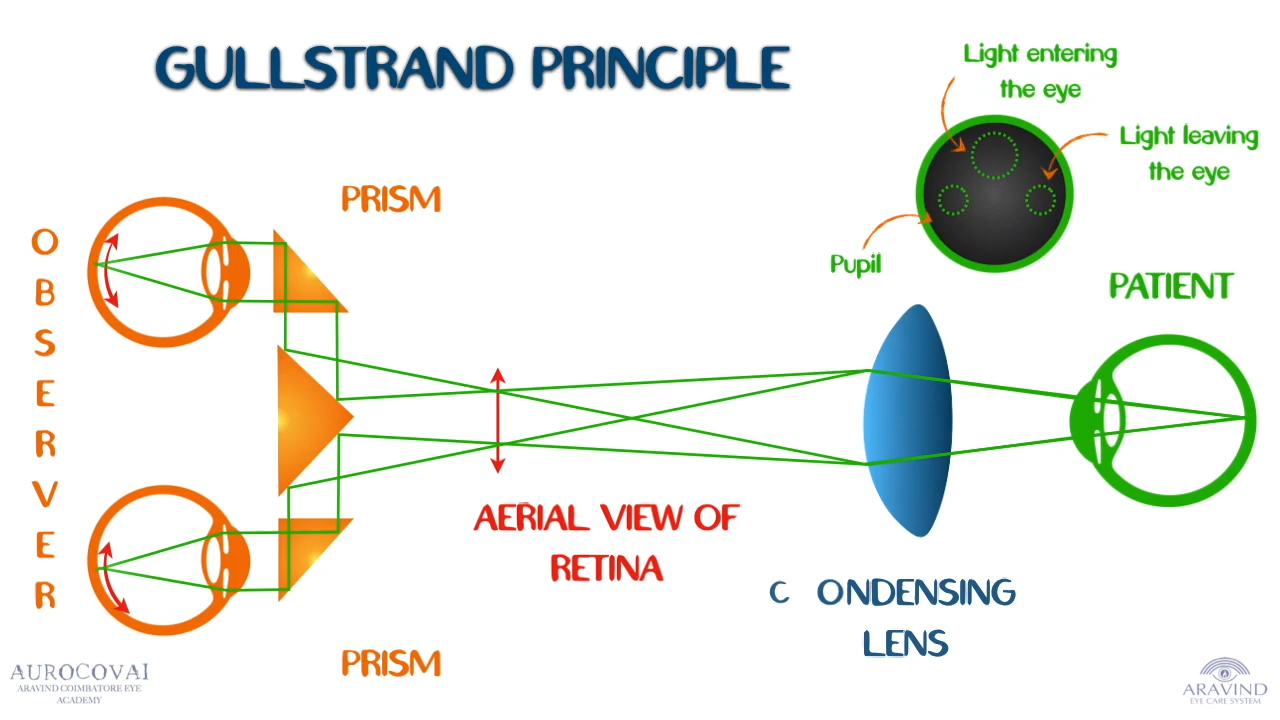 GULLSTRAND PRINCIPLE
Light entering
the eye
Light leaving
the eye
Pupil
PRISM
PATIENT
OBSERVER
AERIAL VIEW OF
RETINA
C ONDENSING
LENS
PRISM
AUROCOVAI
ARAVIND COIMBATORE EYE
ACADEMY
ARAVIND
EYE CARE SYSTEM